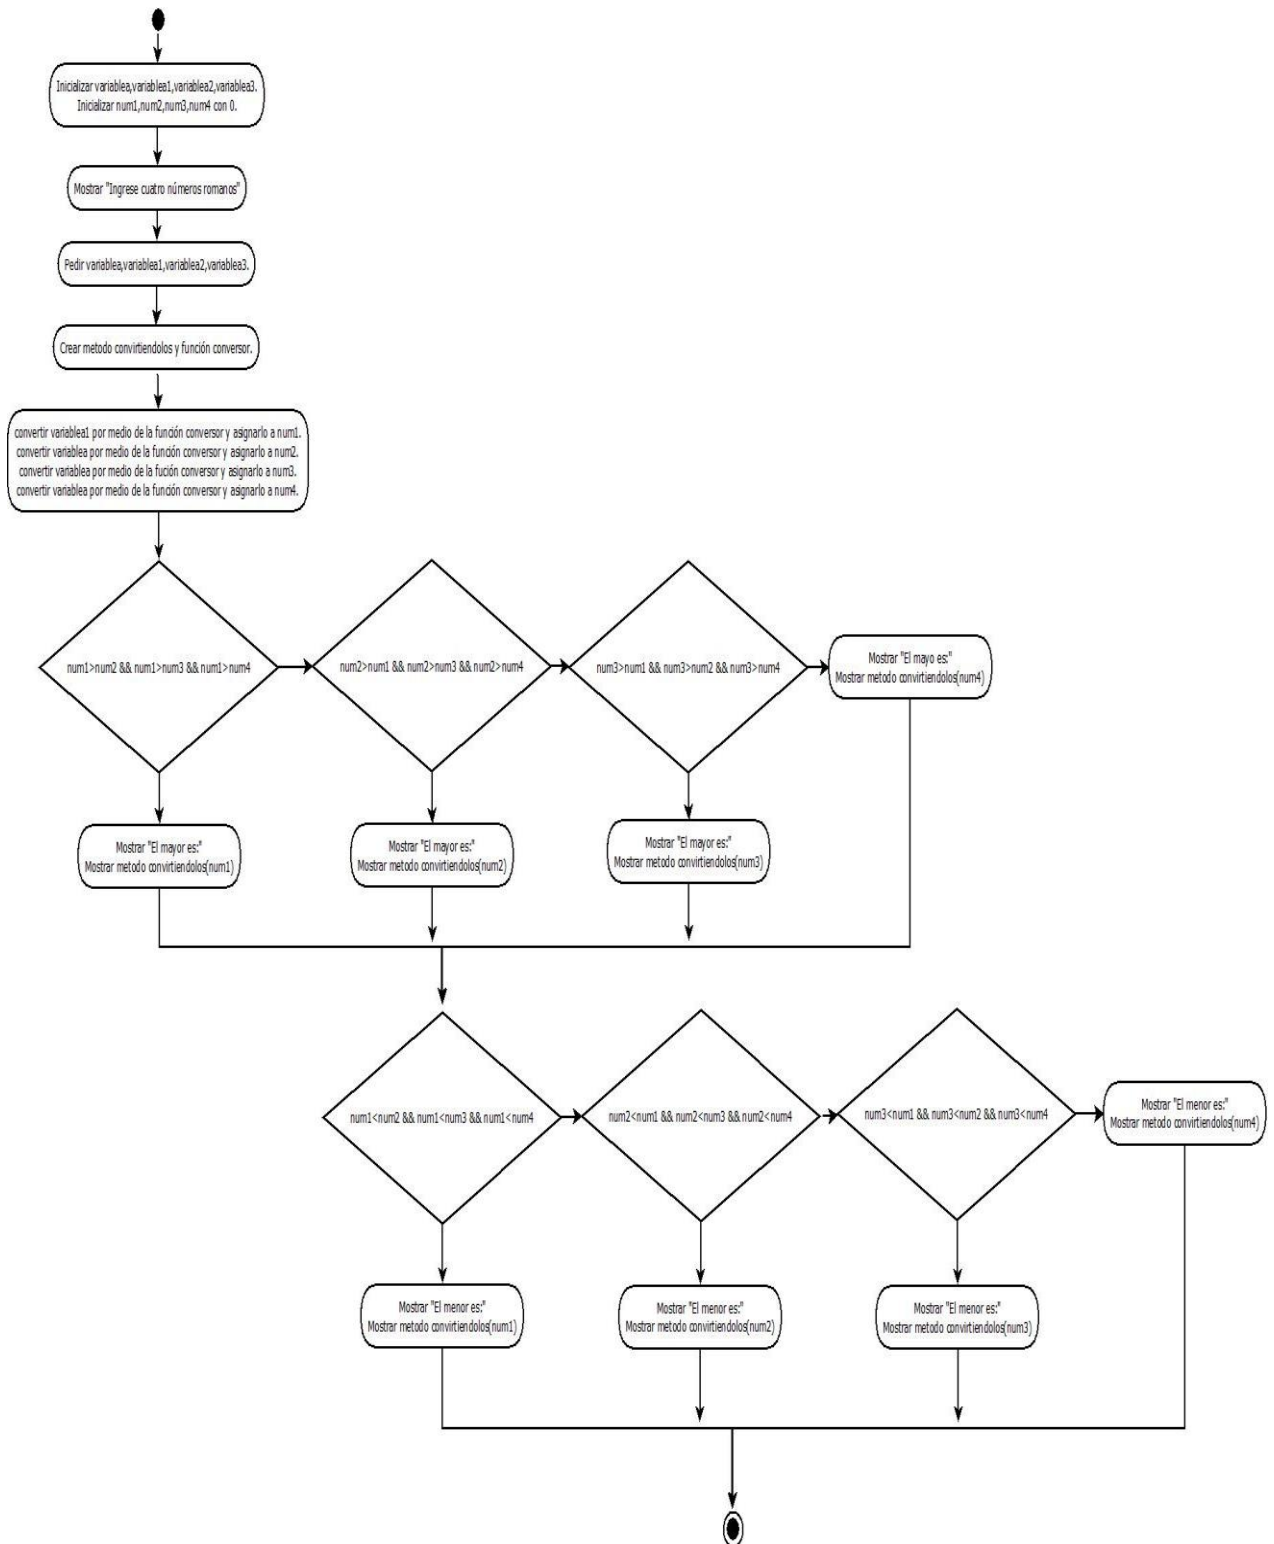 Inicializar variablea,variablea1,variablea2,variablea3.
Inicializar num1,num2,num3,num4 con 0.
Mostrar "Ingrese cuatro números romanos"
Pedir variablea,variablea1,variablea2,variablea3.
Crear metodo convirtiendolos y función conversor.
convertir variablea1 por medio de la función conversor y asignarlo a num1.
convertir variablea por medio de la función conversor y asignarlo a num2.
convertir variablea por medio de la fución conversor y asignarlo a num3.
convertir variablea por medio de la función conversor y asignarlo a num4.
num1>num2 && num1>num3 && num1>num4
num2>num1 && num2>num3 && num2>num4
num3>num1 && num3>num2 && num3>num4
Mostrar "El mayo es:"
Mostrar metodo convirtiendolos(num4)
Mostrar "El mayor es:"
Mostrar metodo convirtiendolos(num1)
Mostrar "El mayor es:"
Mostrar metodo convirtiendolos(num2)
Mostrar "El mayor es:"
Mostrar metodo convirtiendolos(num3)
num1<num2 && num1<num3 && num1<num4
num2<num1 && num2<num3 && num2<num4
num3<num1 && num3<num2 && num3<num4
Mostrar "El menor es:"
Mostrar metodo convirtiendolos(num4)
Mostrar "El menor es:"
Mostrar metodo convirtiendolos(num1)
Mostrar "El menor es:"
Mostrar metodo convirtiendolos(num2)
Mostrar "El menor es:"
Mostrar metodo convirtiendolos(num3)